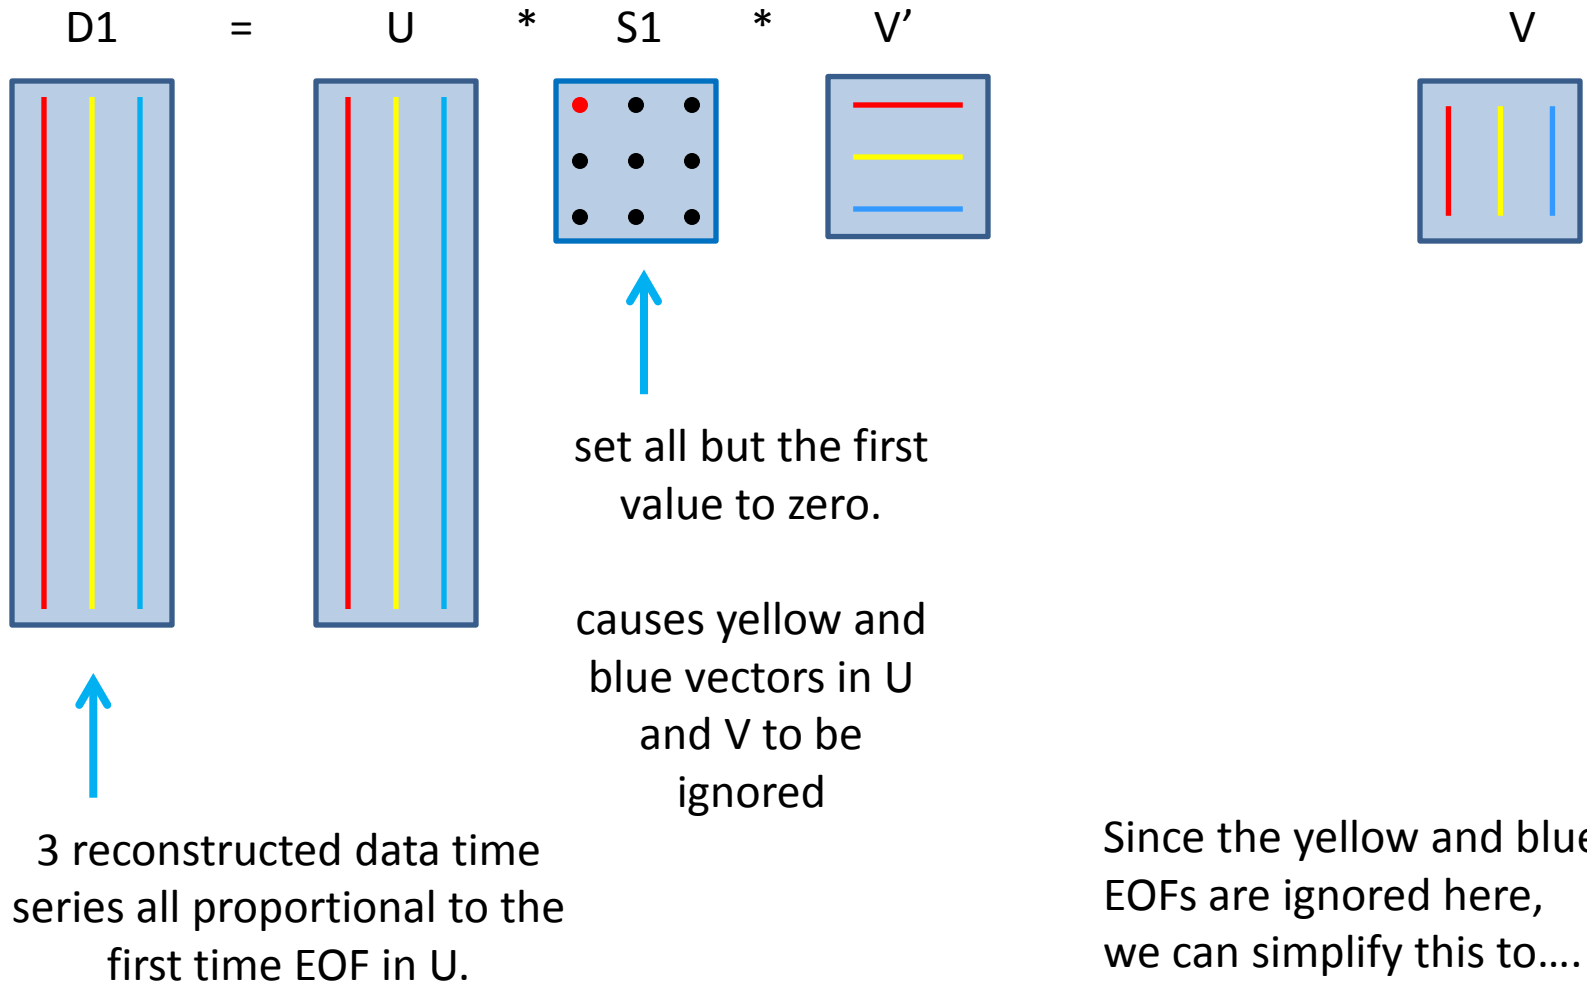 D1 = U * S1 * V’ V
set all but the first
value to zero.
causes yellow and
blue vectors in U
and V to be
ignored
3 reconstructed data time
series all proportional to the
first time EOF in U.
Since the yellow and blue
EOFs are ignored here,
we can simplify this to....